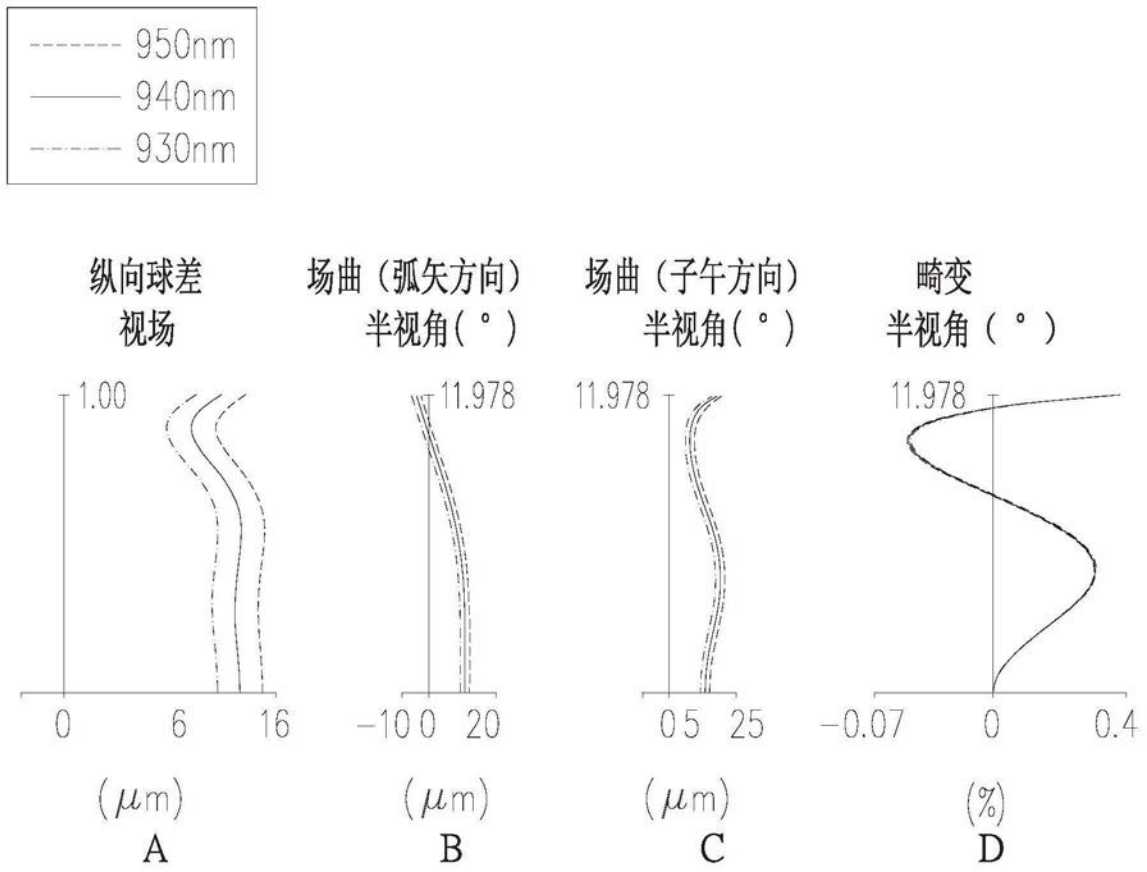 950nm
940nm
930nm
纵向球差
视场
1.00
0 6 16
(μm)
A
场曲（弧矢方向）
半视角(°)
11.978
-10 0 20
(μm)
B
场曲（子午方向）
半视角(°)
11.978
0 5 25
(μm)
C
畸变
半视角（°）
11.978
-0.07 0 0.4
(%)
D